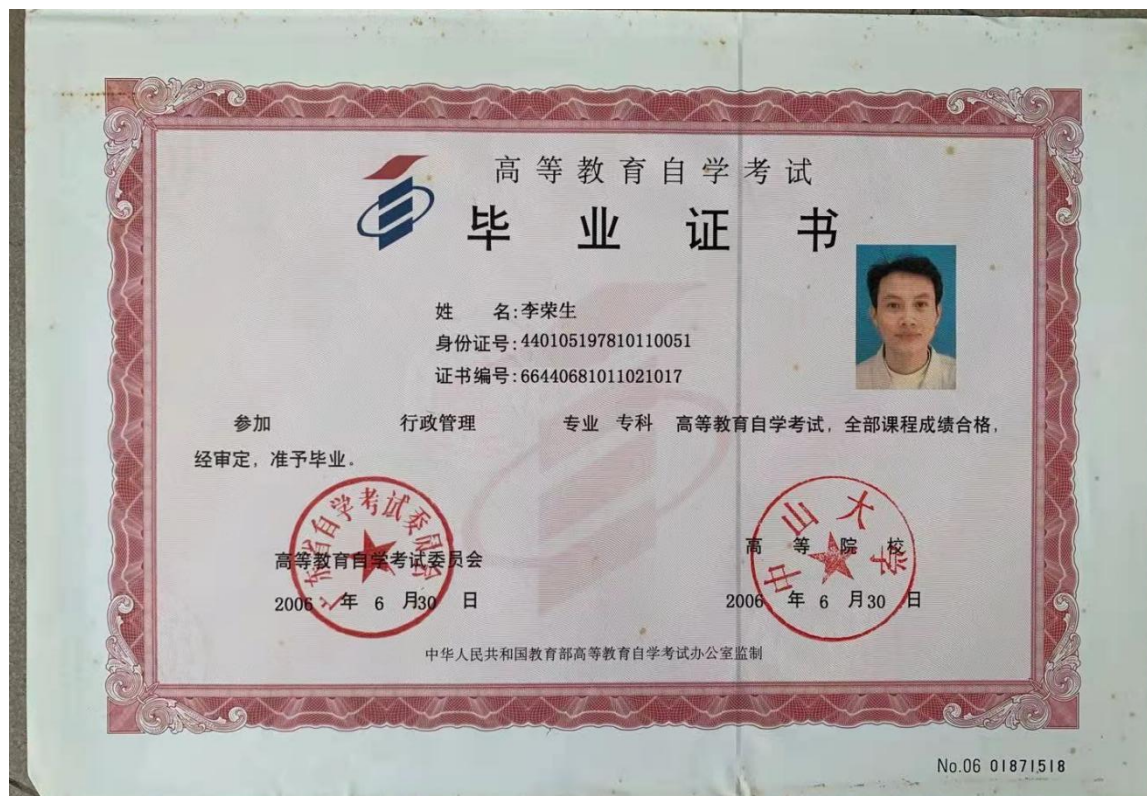 高等教育自学考试
毕业证书
姓 名:李荣生
身份证号:440105197810110051
证书编号:66440681011021017
参加 行政管理 专业 专科 高等教育自学考试，全部课程成绩合格，
经审定，准予毕业。
广东省自学考试委员会
高等教育自学考试委员会
2006 年 6 月30 日
中山大学
高等院校
2006 年 6 月30 日
中华人民共和国教育部高等教育自学考试办公室监制
No.06 01871518